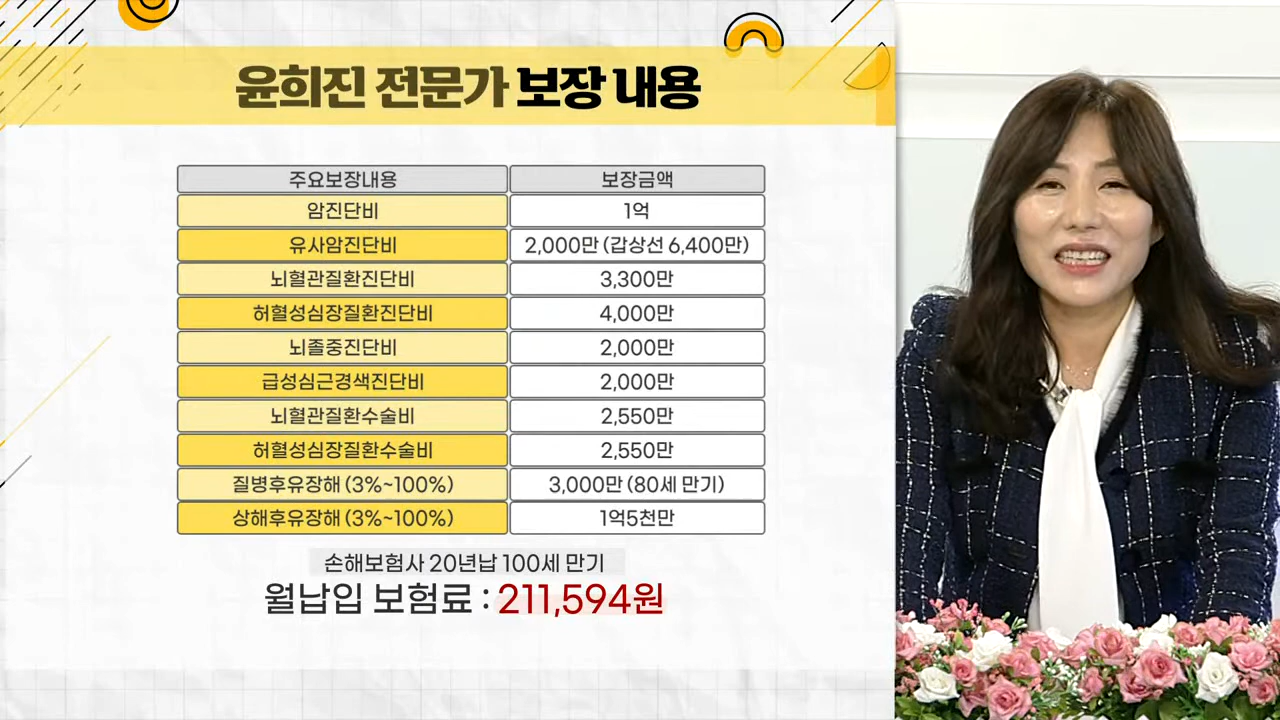 윤희진 전문가 보장 내용
주요보장내용 보장금액
암진단비 1억
유사암진단비 2,000만 (갑상선 6,400만)
뇌혈관질환진단비 3,300만
허혈성심장질환진단비 4,000만
뇌졸중진단비 2,000만
급성심근경색진단비 2,000만
뇌혈관질환수술비 2,550만
허혈성심장질환수술비 2,550만
질병후유장해 (3%~100%) 3,000만 (80세 만기)
상해후유장해 (3%~100%) 1억5천만
손해보험사 20년납 100세 만기
월납입 보험료 : 211,594원